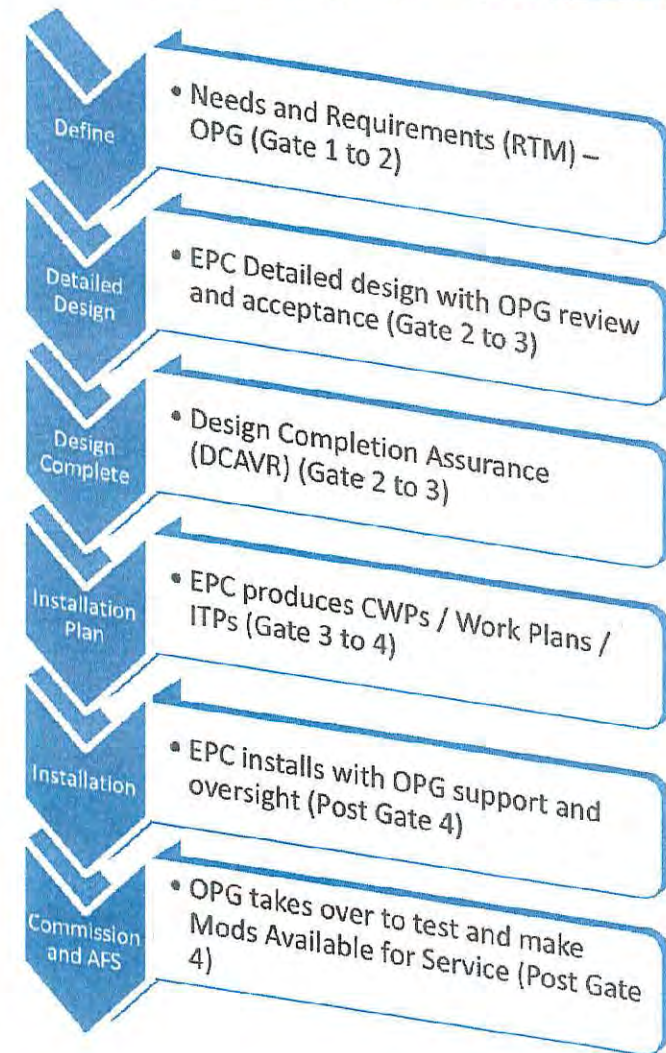 Define
• Needs and Requirements (RTM) –
OPG (Gate 1 to 2)
Detailed
Design
• EPC Detailed design with OPG review
and acceptance (Gate 2 to 3)
Design
Complete
• Design Completion Assurance
(DCAVR) (Gate 2 to 3)
Installation
Plan
• EPC produces CWPs / Work Plans /
ITPs (Gate 3 to 4)
Installation
• EPC installs with OPG support and
oversight (Post Gate 4)
Commission
and AFS
• OPG takes over to test and make
Mods Available for Service (Post Gate
4)